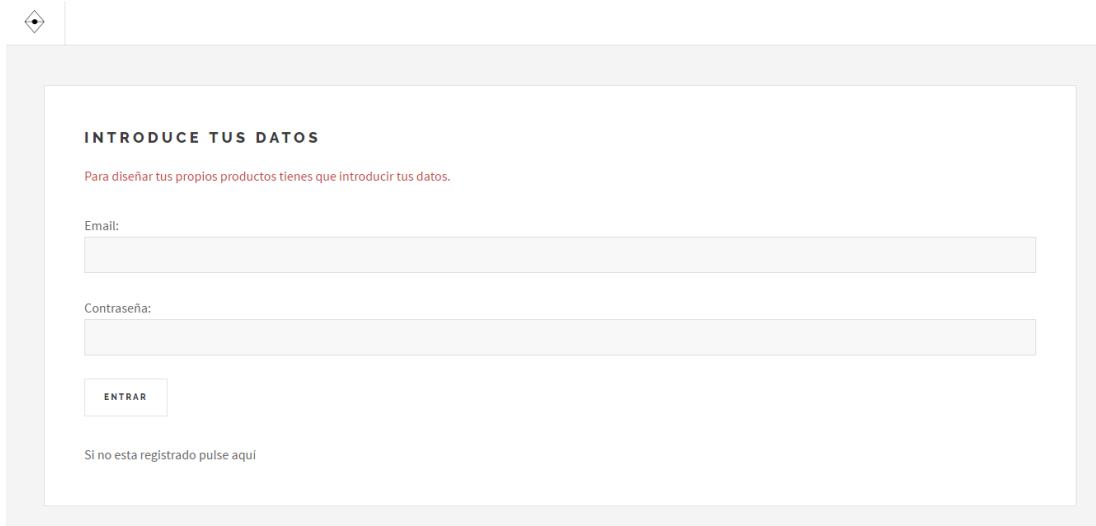 INTRODUCE TUS DATOS
Para diseñar tus propios productos tienes que introducir tus datos.
Email:
Contraseña:
ENTRAR
Si no esta registrado pulse aquí